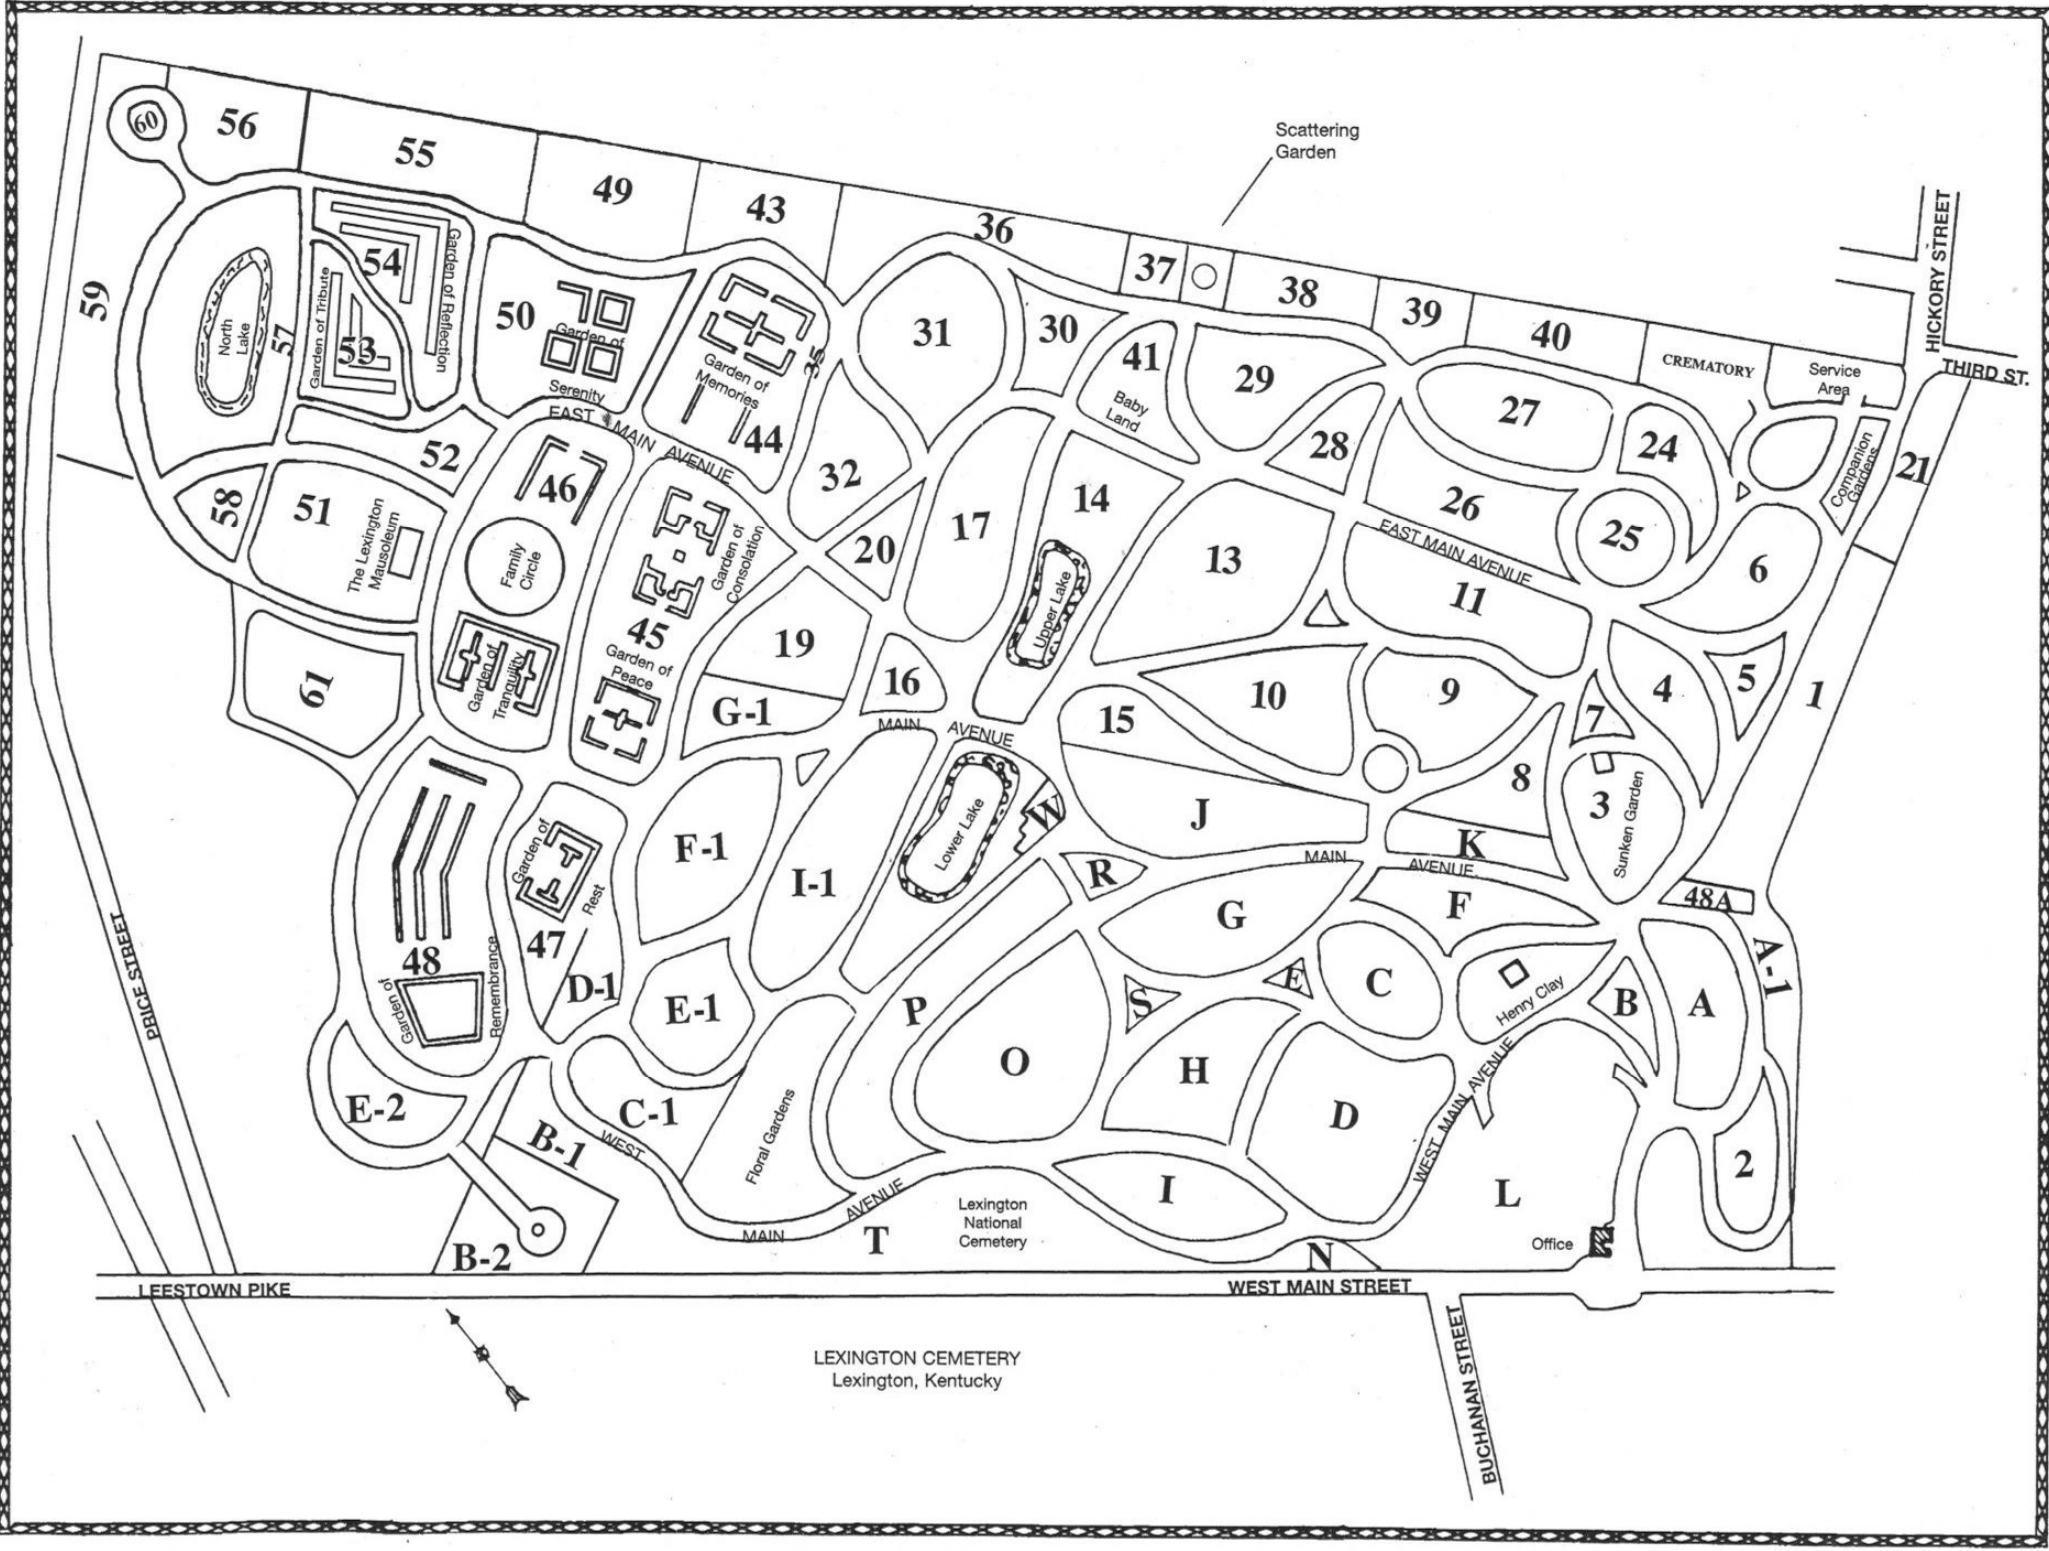 Scattering
Garden
60
56
55
49
43
36
37
38
39
40
CREMATORY
Service
Area
HICKORY STREET
THIRD ST.
59
North
Lake
57
Garden of Tribute
54
53
Garden of Reflection
50
Garden of
Serenity
Garden of
Memories
35
44
31
30
41
Baby
Land
29
28
27
24
Companion
Gardens
21
EAST MAIN AVENUE
52
58
51
The Lexington
Mausoleum
46
Family
Circle
Garden of
Tranquility
Garden of
Consolation
45
Garden of
Peace
32
20
17
14
Upper Lake
13
26
EAST MAIN AVENUE
25
11
6
61
19
G-1
16
MAIN AVENUE
15
10
9
7
4
5
1
8
3
Sunken Garden
F-1
I-1
Lower Lake
W
J
K
R
MAIN AVENUE
48A
Garden of
Rest
47
D-1
48
Garden of
Remembrance
E-1
P
O
S
G
E
F
C
Henry Clay
B
A
A-1
H
D
WEST MAIN AVENUE
L
2
E-2
B-1
C-1
Floral Gardens
WEST
MAIN
AVENUE
T
Lexington
National
Cemetery
I
N
Office
B-2
PRICE STREET
LEESTOWN PIKE
WEST MAIN STREET
BUCHANAN STREET
LEXINGTON CEMETERY
Lexington, Kentucky